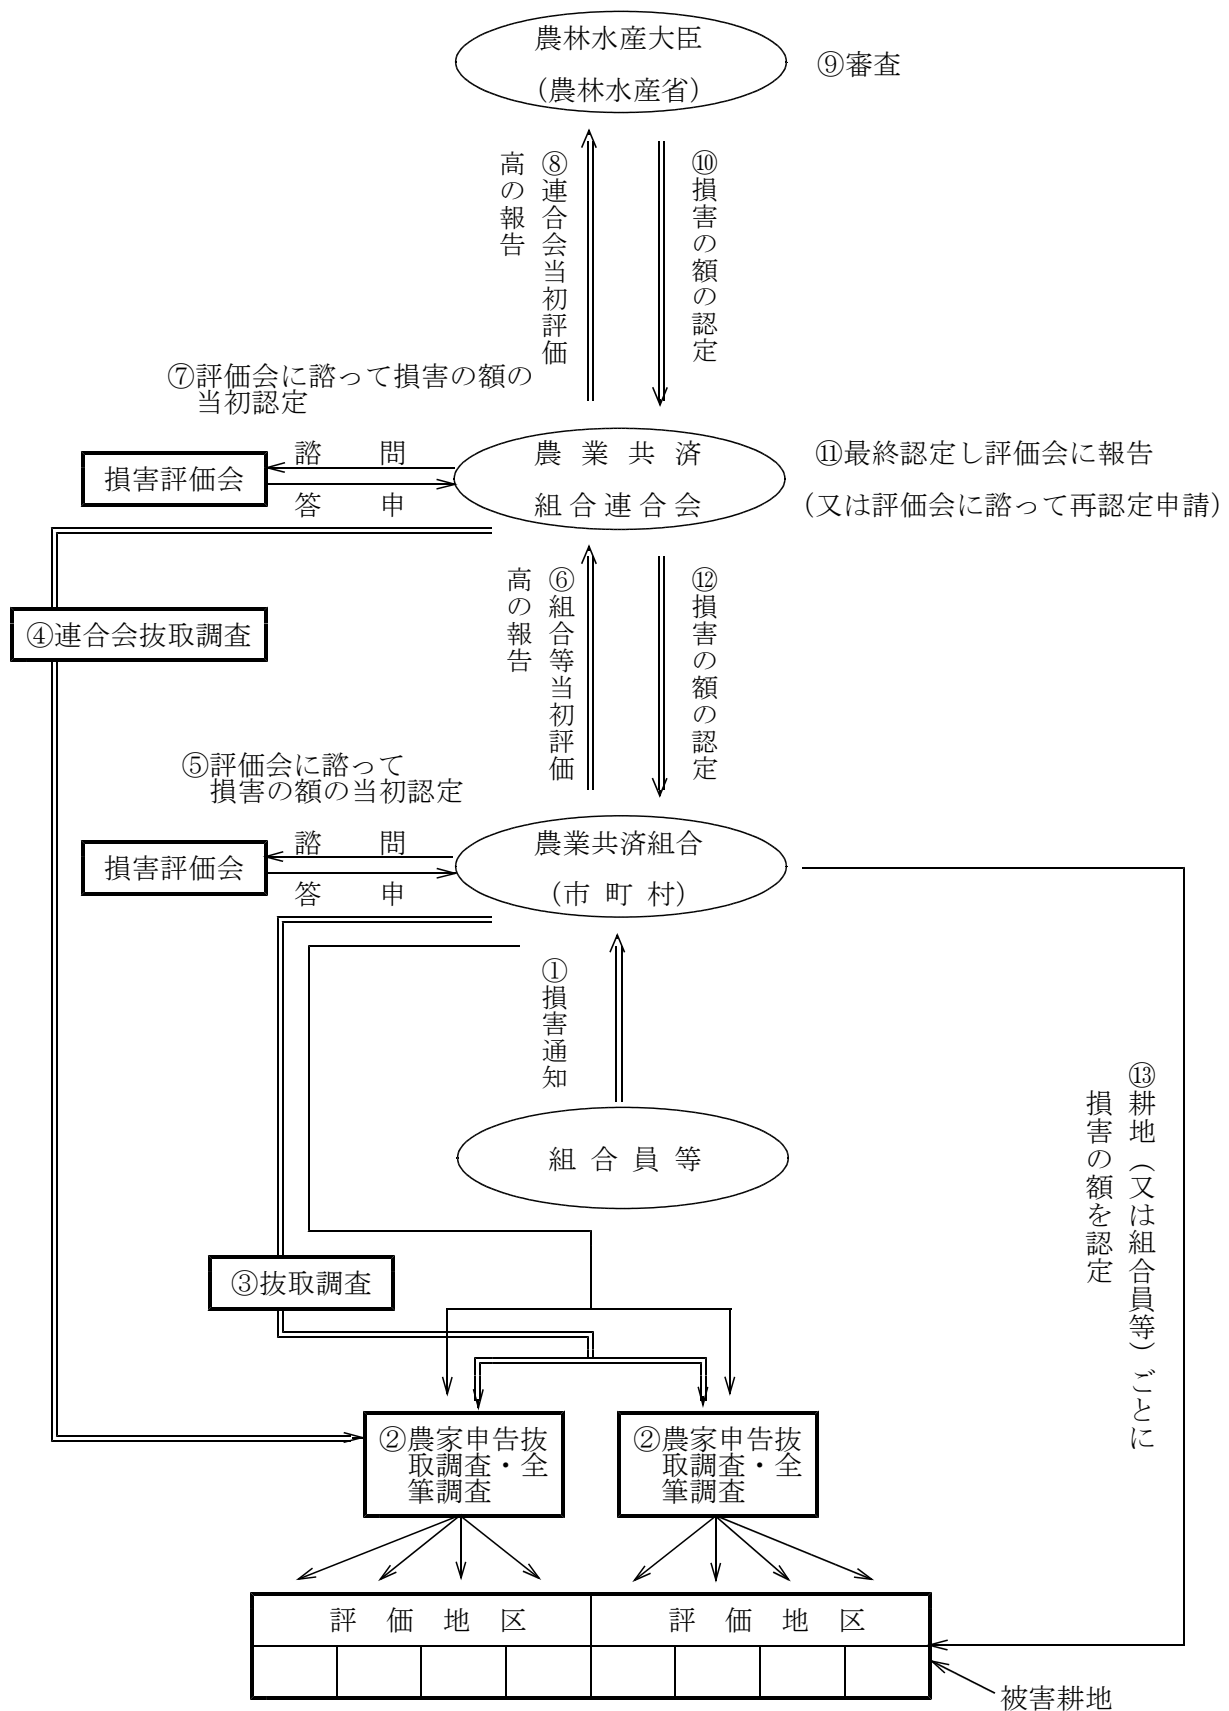 農林水産大臣
(農林水産省)
⑨審査
⑧連合会当初評価
高の報告
⑩損害の額の認定
⑦評価会に諮って損害の額の
当初認定
損害評価会
諮 問
答 申
農業共済
組合連合会
⑪最終認定し評価会に報告
(又は評価会に諮って再認定申請)
④連合会抜取調査
⑥組合等当初評価
高の報告
⑫損害の額の認定
⑤評価会に諮って
損害の額の当初認定
損害評価会
諮 問
答 申
農業共済組合
(市町村)
①損害通知
組合員等
⑬耕地(又は組合員等)ごとに
損害の額を認定
③抜取調査
②農家申告抜
取調査・全
筆調査
②農家申告抜
取調査・全
筆調査
評価地区
評価地区
被害耕地